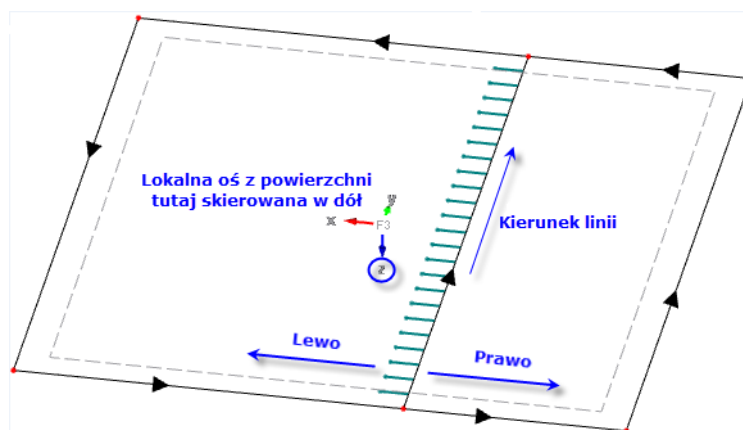 Lokalna oś z powierzchni
tutaj skierowana w dół
y
x
F3
z
Kierunek linii
Lewo
Prawo